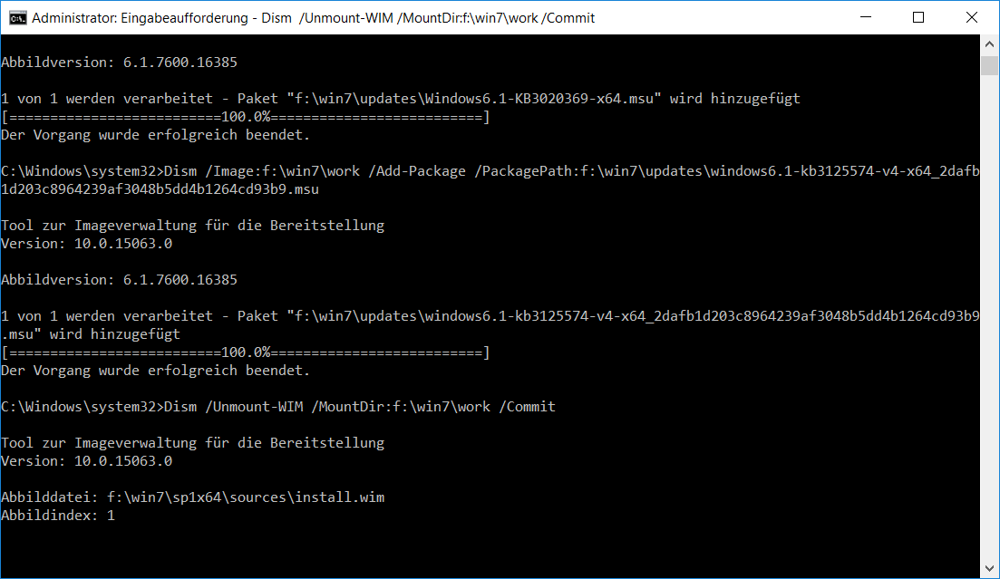 Administrator: Eingabeaufforderung - Dism  /Unmount-WIM /MountDir:f:\win7\work /Commit
Abbildversion: 6.1.7600.16385
1 von 1 werden verarbeitet - Paket "f:\win7\updates\Windows6.1-KB3020369-x64.msu" wird hinzugefügt
[==========================100.0%==========================]
Der Vorgang wurde erfolgreich beendet.
C:\Windows\system32>Dism /Image:f:\win7\work /Add-Package /PackagePath:f:\win7\updates\windows6.1-kb3125574-v4-x64_2dafb
1d203c8964239af3048b5dd4b1264cd93b9.msu
Tool zur Imageverwaltung für die Bereitstellung
Version: 10.0.15063.0
Abbildversion: 6.1.7600.16385
1 von 1 werden verarbeitet - Paket "f:\win7\updates\windows6.1-kb3125574-v4-x64_2dafb1d203c8964239af3048b5dd4b1264cd93b9
.msu" wird hinzugefügt
[==========================100.0%==========================]
Der Vorgang wurde erfolgreich beendet.
C:\Windows\system32>Dism /Unmount-WIM /MountDir:f:\win7\work /Commit
Tool zur Imageverwaltung für die Bereitstellung
Version: 10.0.15063.0
Abbilddatei: f:\win7\sp1x64\sources\install.wim
Abbildindex: 1